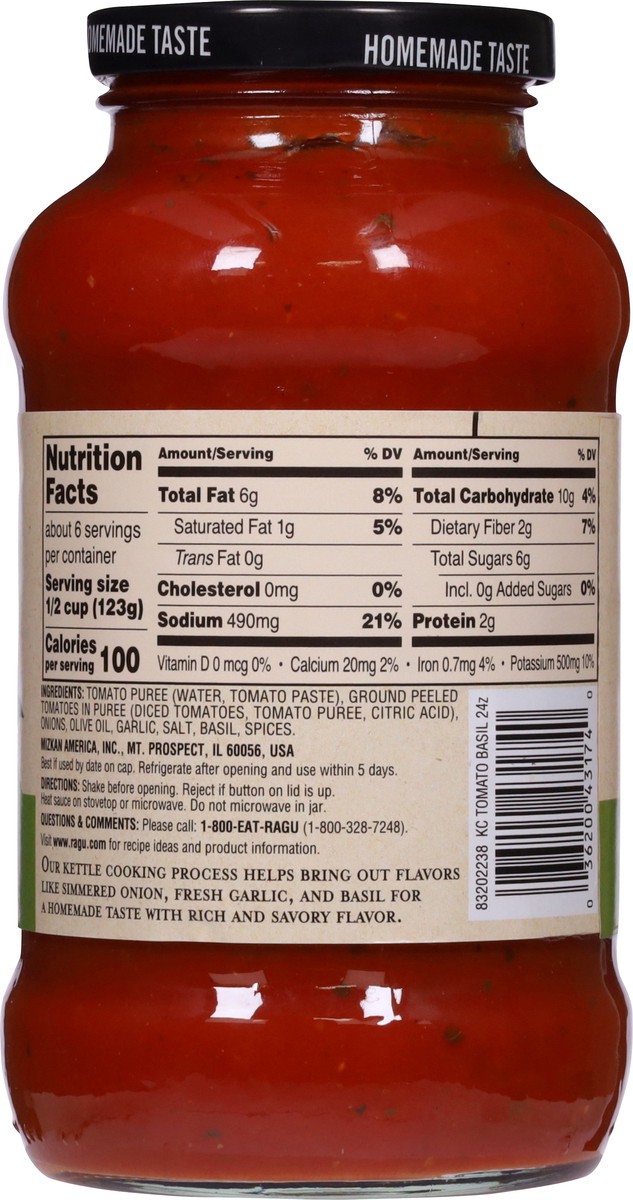 OMEMADE TASTE
HOMEMADE TASTE
Nutrition
Facts
about 6 servings
per container
Serving size
1/2 cup (123g)
Calories
per serving 100
Amount/Serving % DV
Total Fat 6g 8%
Saturated Fat 1g 5%
Trans Fat 0g
Cholesterol 0mg 0%
Sodium 490mg 21%
Amount/Serving % DV
Total Carbohydrate 10g 4%
Dietary Fiber 2g 7%
Total Sugars 6g
Incl. 0g Added Sugars 0%
Protein 2g
Vitamin D 0 mcg 0% • Calcium 20mg 2% • Iron 0.7mg 4% • Potassium 500mg 10%
INGREDIENTS: TOMATO PUREE (WATER, TOMATO PASTE), GROUND PEELED
TOMATOES IN PUREE (DICED TOMATOES, TOMATO PUREE, CITRIC ACID),
ONIONS, OLIVE OIL, GARLIC, SALT, BASIL, SPICES.
MIZKAN AMERICA, INC., MT. PROSPECT, IL 60056, USA
Best if used by date on cap. Refrigerate after opening and use within 5 days.
DIRECTIONS: Shake before opening. Reject if button on lid is up.
Heat sauce on stovetop or microwave. Do not microwave in jar.
QUESTIONS & COMMENTS: Please call: 1-800-EAT-RAGU (1-800-328-7248).
Visit www.ragu.com for recipe ideas and product information.
OUR KETTLE COOKING PROCESS HELPS BRING OUT FLAVORS
LIKE SIMMERED ONION, FRESH GARLIC, AND BASIL FOR
A HOMEMADE TASTE WITH RICH AND SAVORY FLAVOR.
83202238 KC TOMATO BASIL 24z
0 36200 43174 0